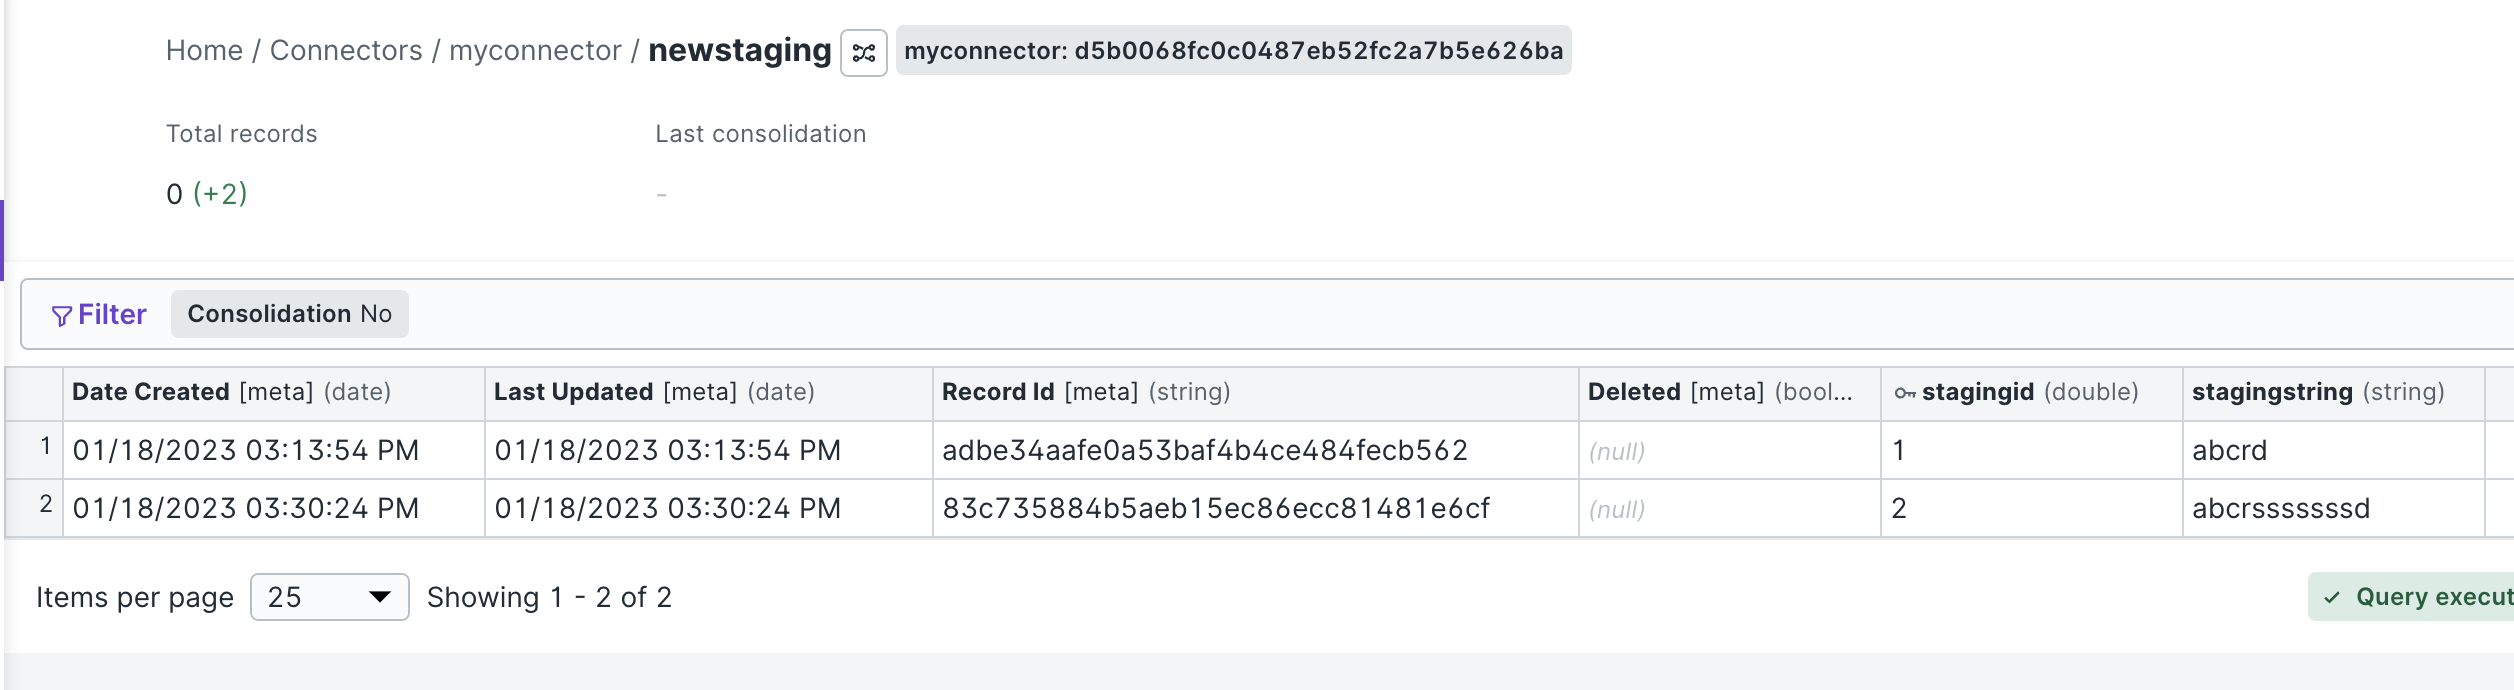 Home / Connectors / myconnector / newstaging myconnector: d5b0068fc0c0487eb52fc2a7b5e626ba
Total records Last consolidation
0 (+2) -
Filter Consolidation No
Date Created [meta] (date) Last Updated [meta] (date) Record Id [meta] (string) Deleted [meta] (bool... stagingid (double) stagingstring (string)
1 01/18/2023 03:13:54 PM 01/18/2023 03:13:54 PM adbe34aafe0a53baf4b4ce484fecb562 (null) 1 abcrd
2 01/18/2023 03:30:24 PM 01/18/2023 03:30:24 PM 83c735884b5aeb15ec86ecc81481e6cf (null) 2 abcrsssssssd
Items per page 25 Showing 1 - 2 of 2 Query execut